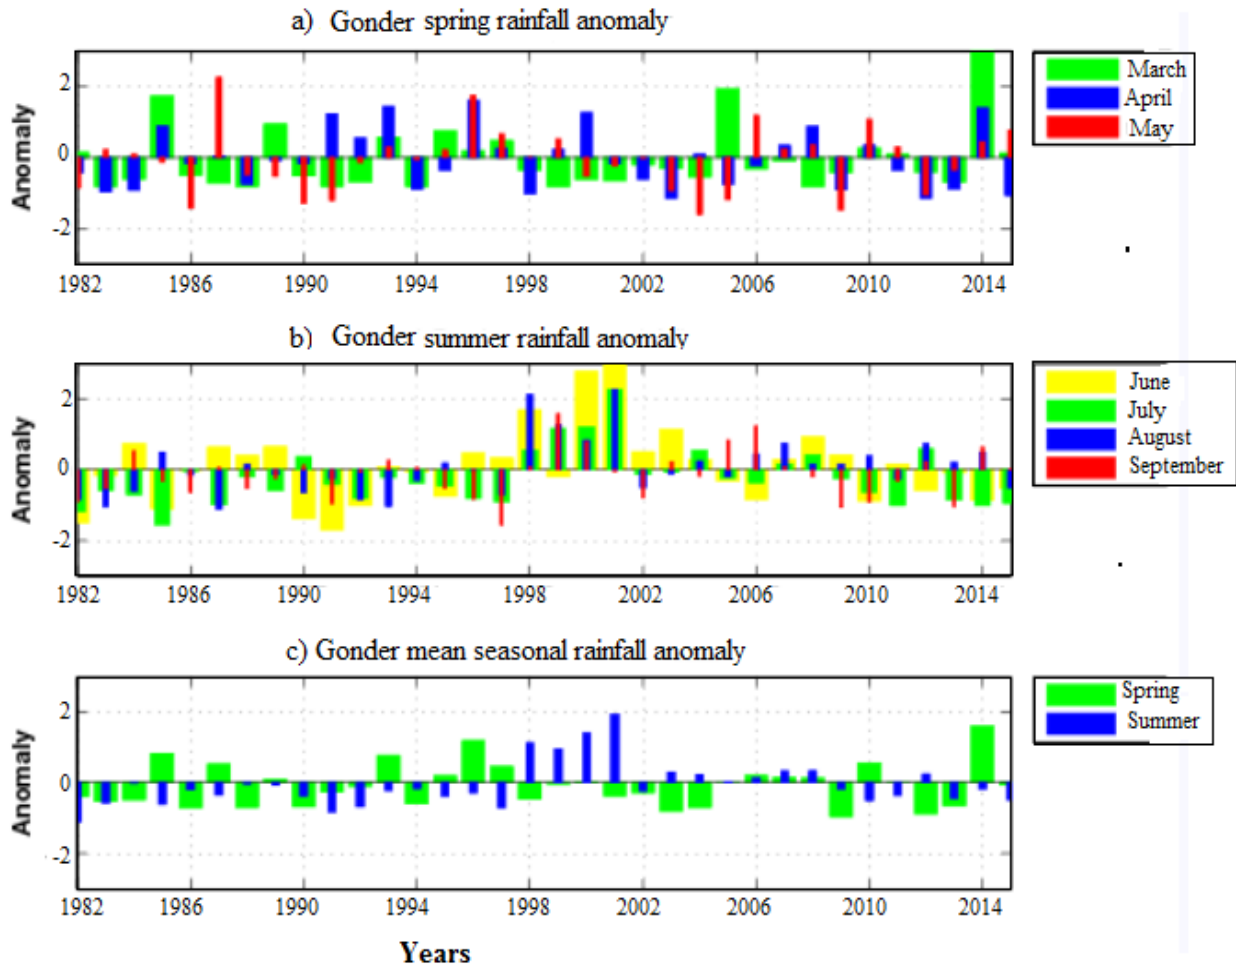 a) Gonder spring rainfall anomaly
Anomaly
2
0
-2
1982 1986 1990 1994 1998 2002 2006 2010 2014
March
April
May
b) Gonder summer rainfall anomaly
Anomaly
2
0
-2
1982 1986 1990 1994 1998 2002 2006 2010 2014
June
July
August
September
c) Gonder mean seasonal rainfall anomaly
Anomaly
2
0
-2
1982 1986 1990 1994 1998 2002 2006 2010 2014
Spring
Summer
Years